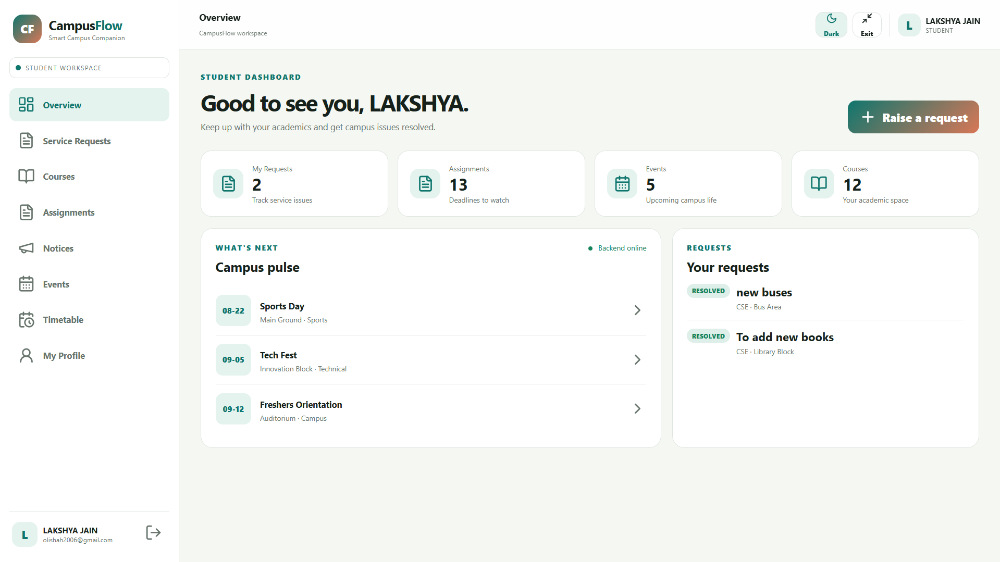 CF
CampusFlow
Smart Campus Companion
STUDENT WORKSPACE
Overview
Service Requests
Courses
Assignments
Notices
Events
Timetable
My Profile
L
LAKSHYA JAIN
olishah2006@gmail.com
Overview
CampusFlow workspace
Dark
Exit
L
LAKSHYA JAIN
STUDENT
STUDENT DASHBOARD
Good to see you, LAKSHYA.
Keep up with your academics and get campus issues resolved.
Raise a request
My Requests
2
Track service issues
Assignments
13
Deadlines to watch
Events
5
Upcoming campus life
Courses
12
Your academic space
WHAT'S NEXT
Backend online
Campus pulse
08-22
Sports Day
Main Ground · Sports
09-05
Tech Fest
Innovation Block · Technical
09-12
Freshers Orientation
Auditorium · Campus
REQUESTS
Your requests
RESOLVED
new buses
CSE · Bus Area
RESOLVED
To add new books
CSE · Library Block